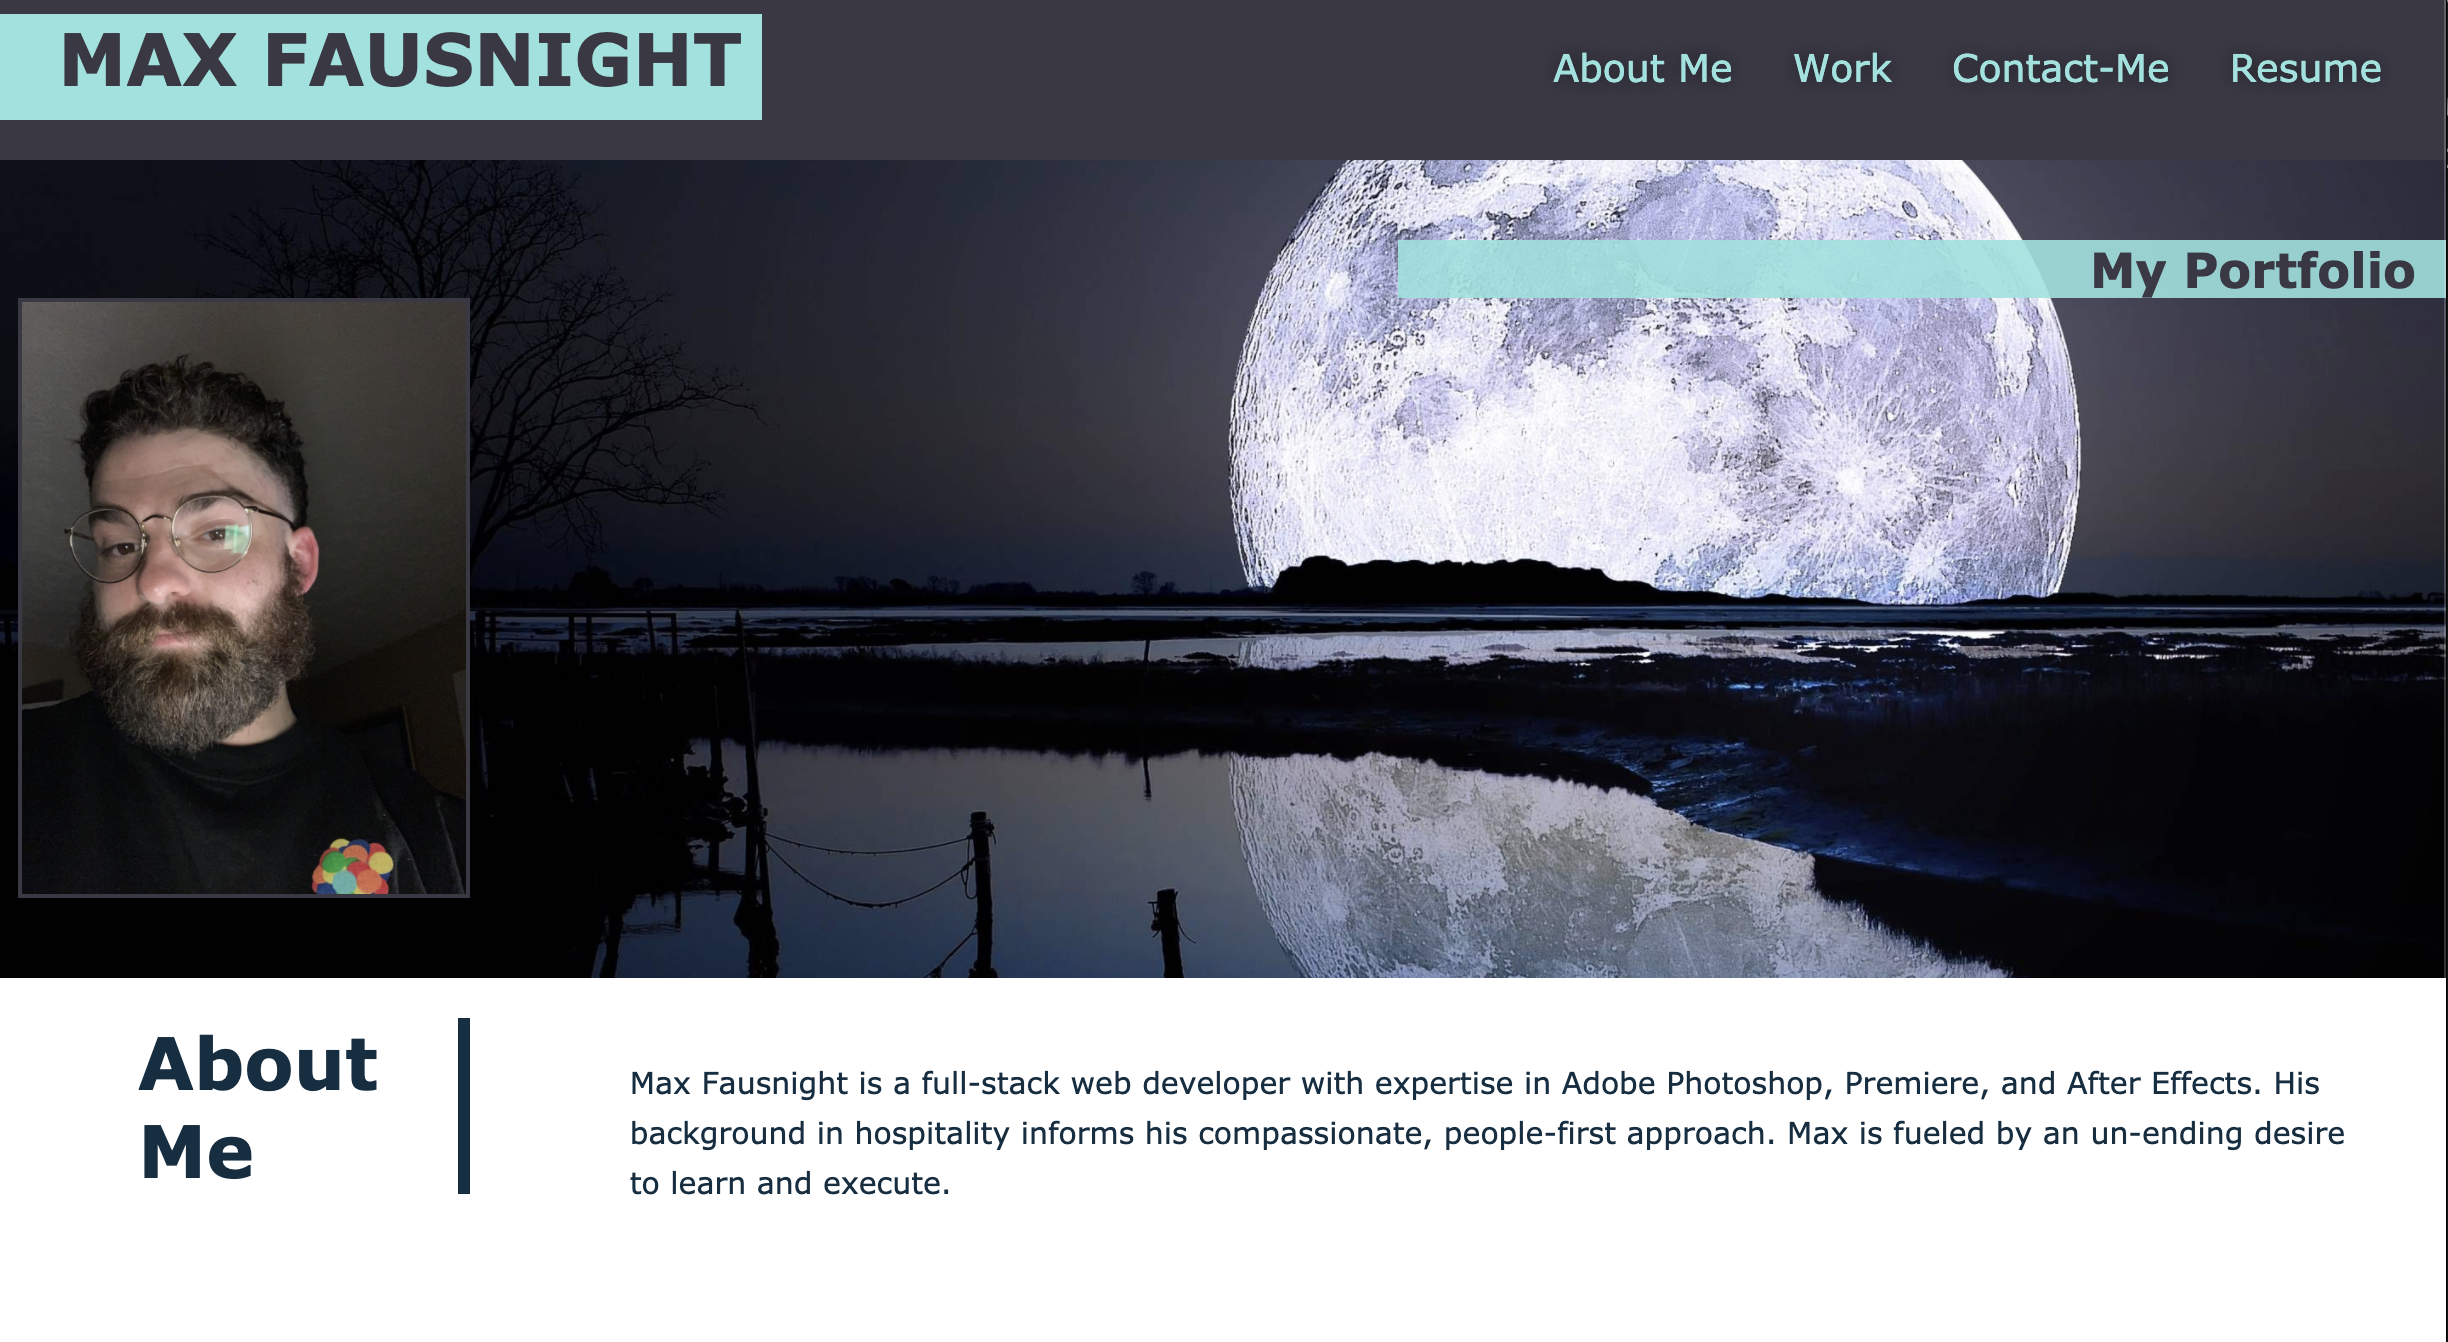 MAX FAUSNIGHT
About Me Work Contact-Me Resume
My Portfolio
About
Me
Max Fausnight is a full-stack web developer with expertise in Adobe Photoshop, Premiere, and After Effects. His
background in hospitality informs his compassionate, people-first approach. Max is fueled by an un-ending desire
to learn and execute.